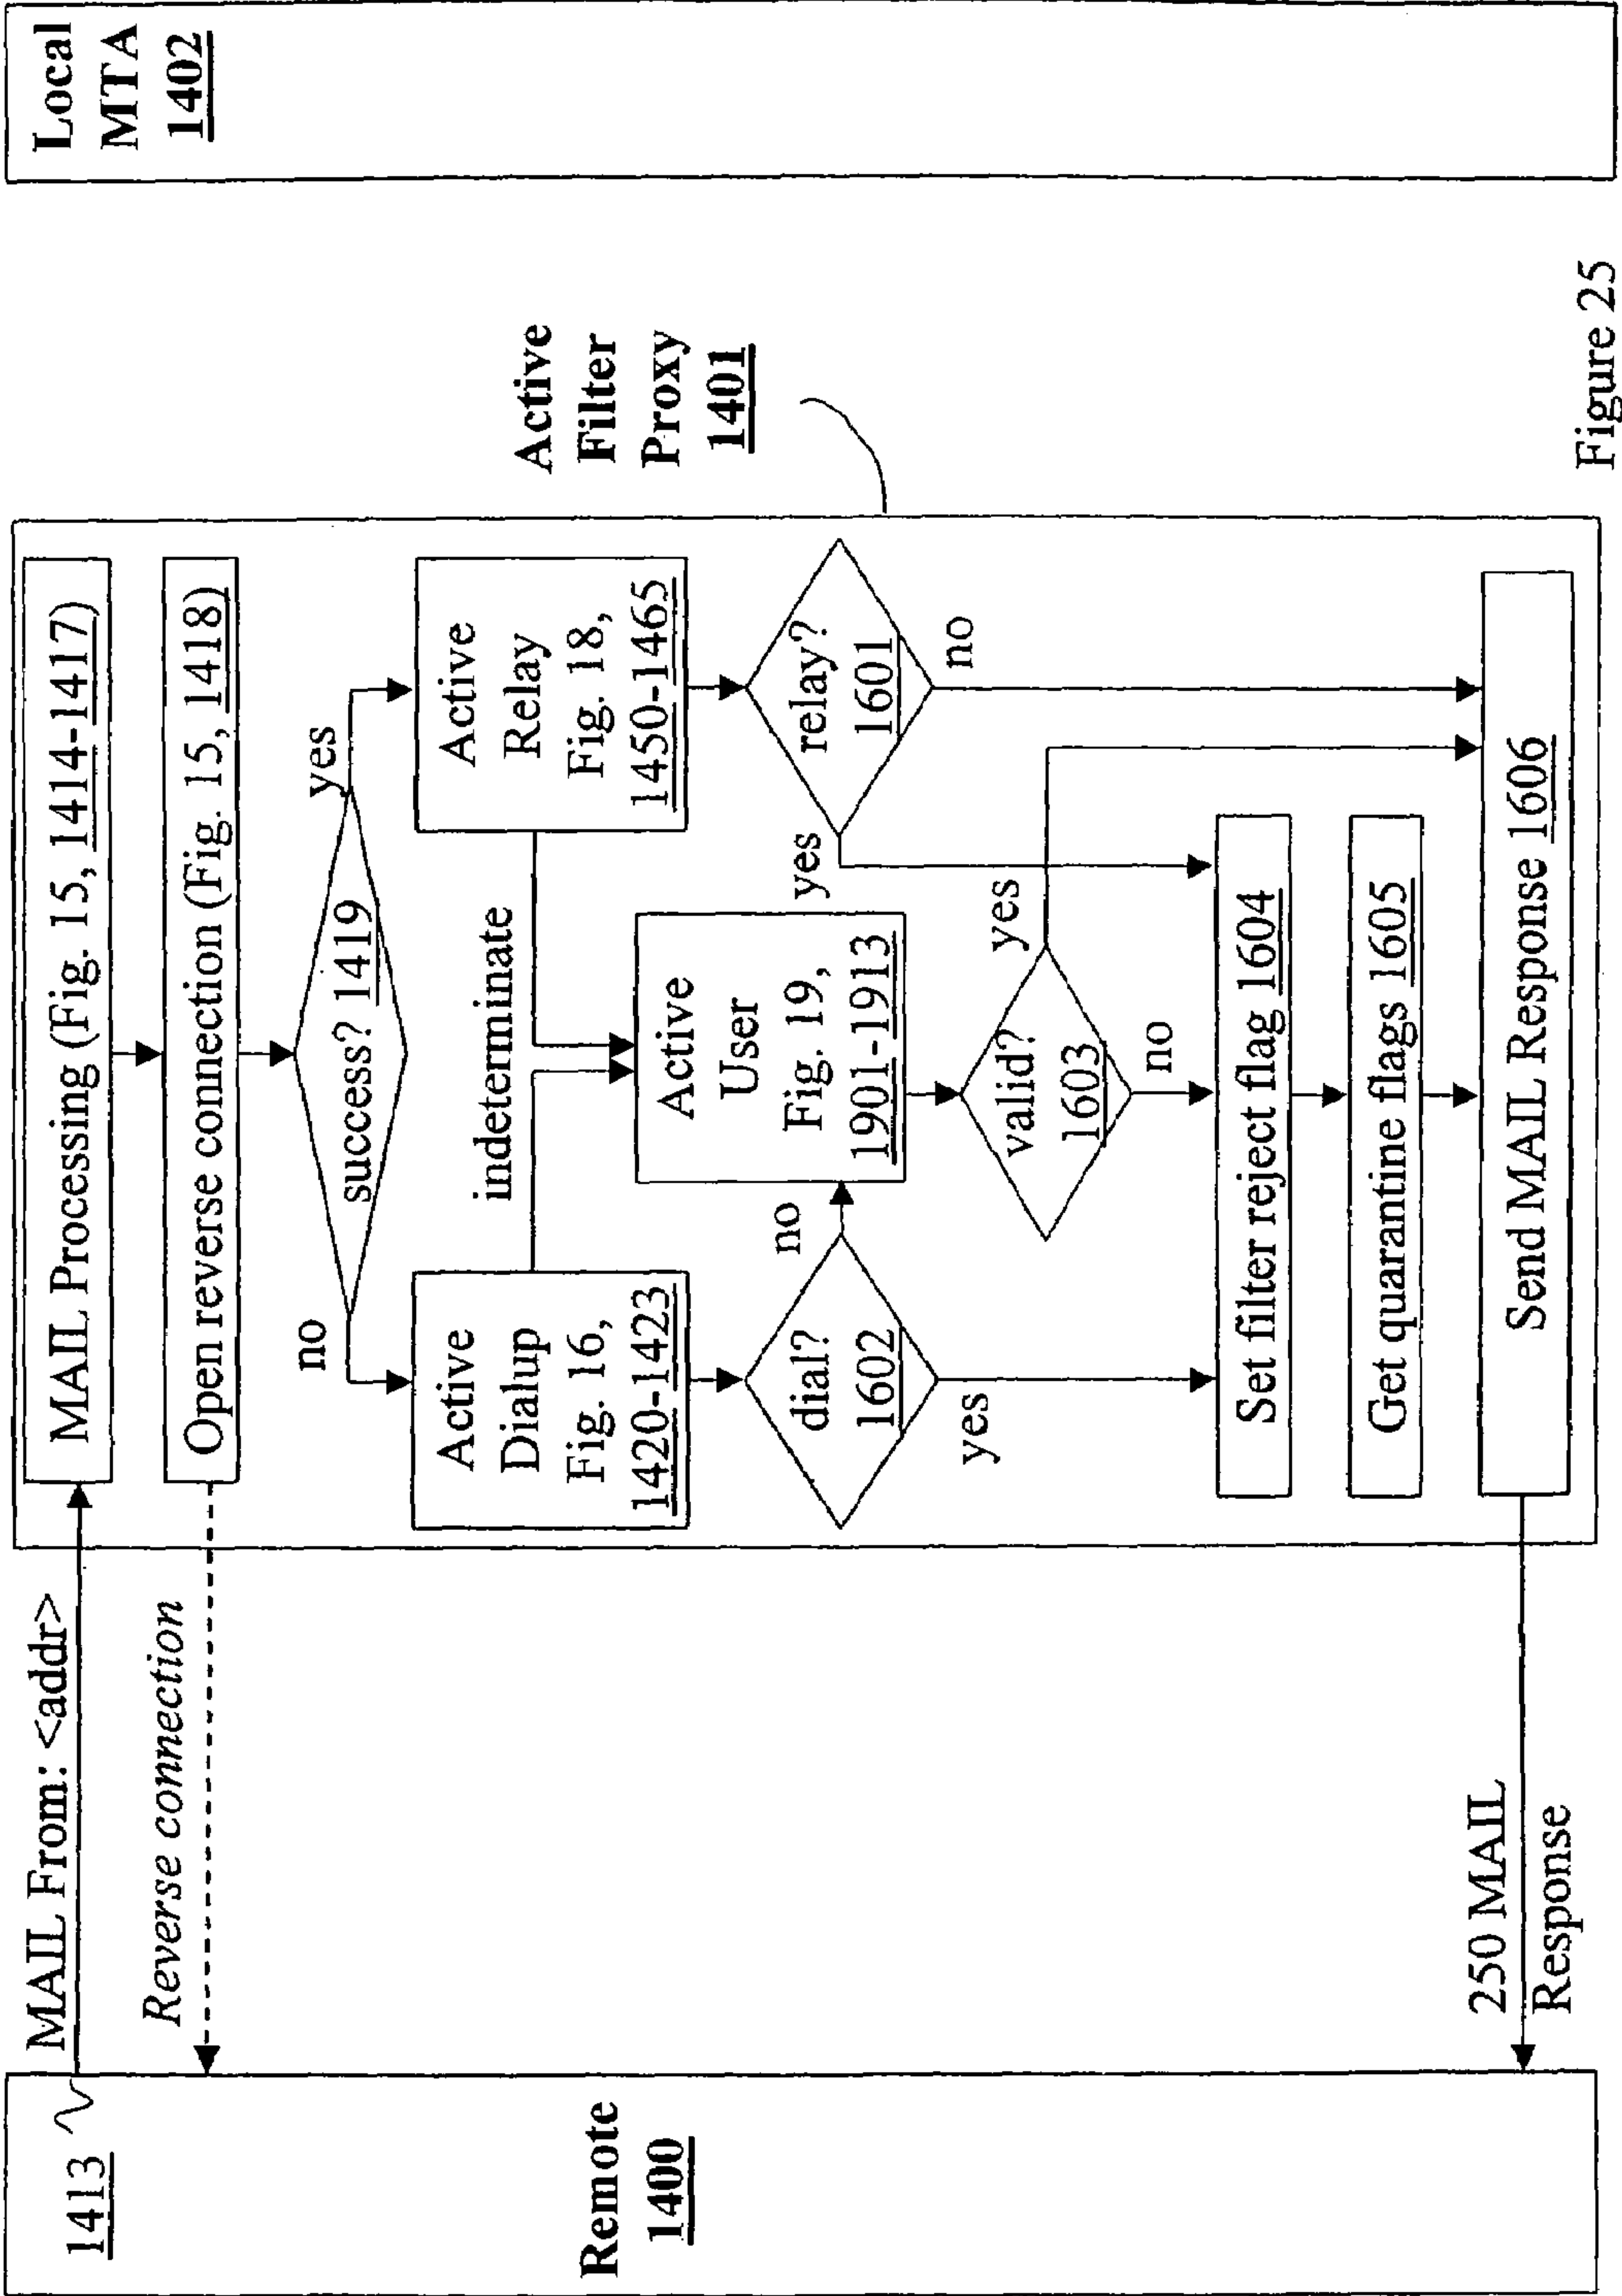 1413
Remote
1400
MAIL From: <addr>
Reverse connection
250 MAIL
Response
MAIL Processing (Fig. 15, 1414-1417)
Open reverse connection (Fig. 15, 1418)
success? 1419
no
yes
Active
Dialup
Fig. 16,
1420-1423
indeterminate
Active
Relay
Fig. 18,
1450-1465
Active
User
Fig. 19,
1901-1913
dial?
1602
no
yes
relay?
1601
yes
no
valid?
1603
yes
no
Set filter reject flag 1604
Get quarantine flags 1605
Send MAIL Response 1606
Active
Filter
Proxy
1401
Local
MTA
1402
Figure 25